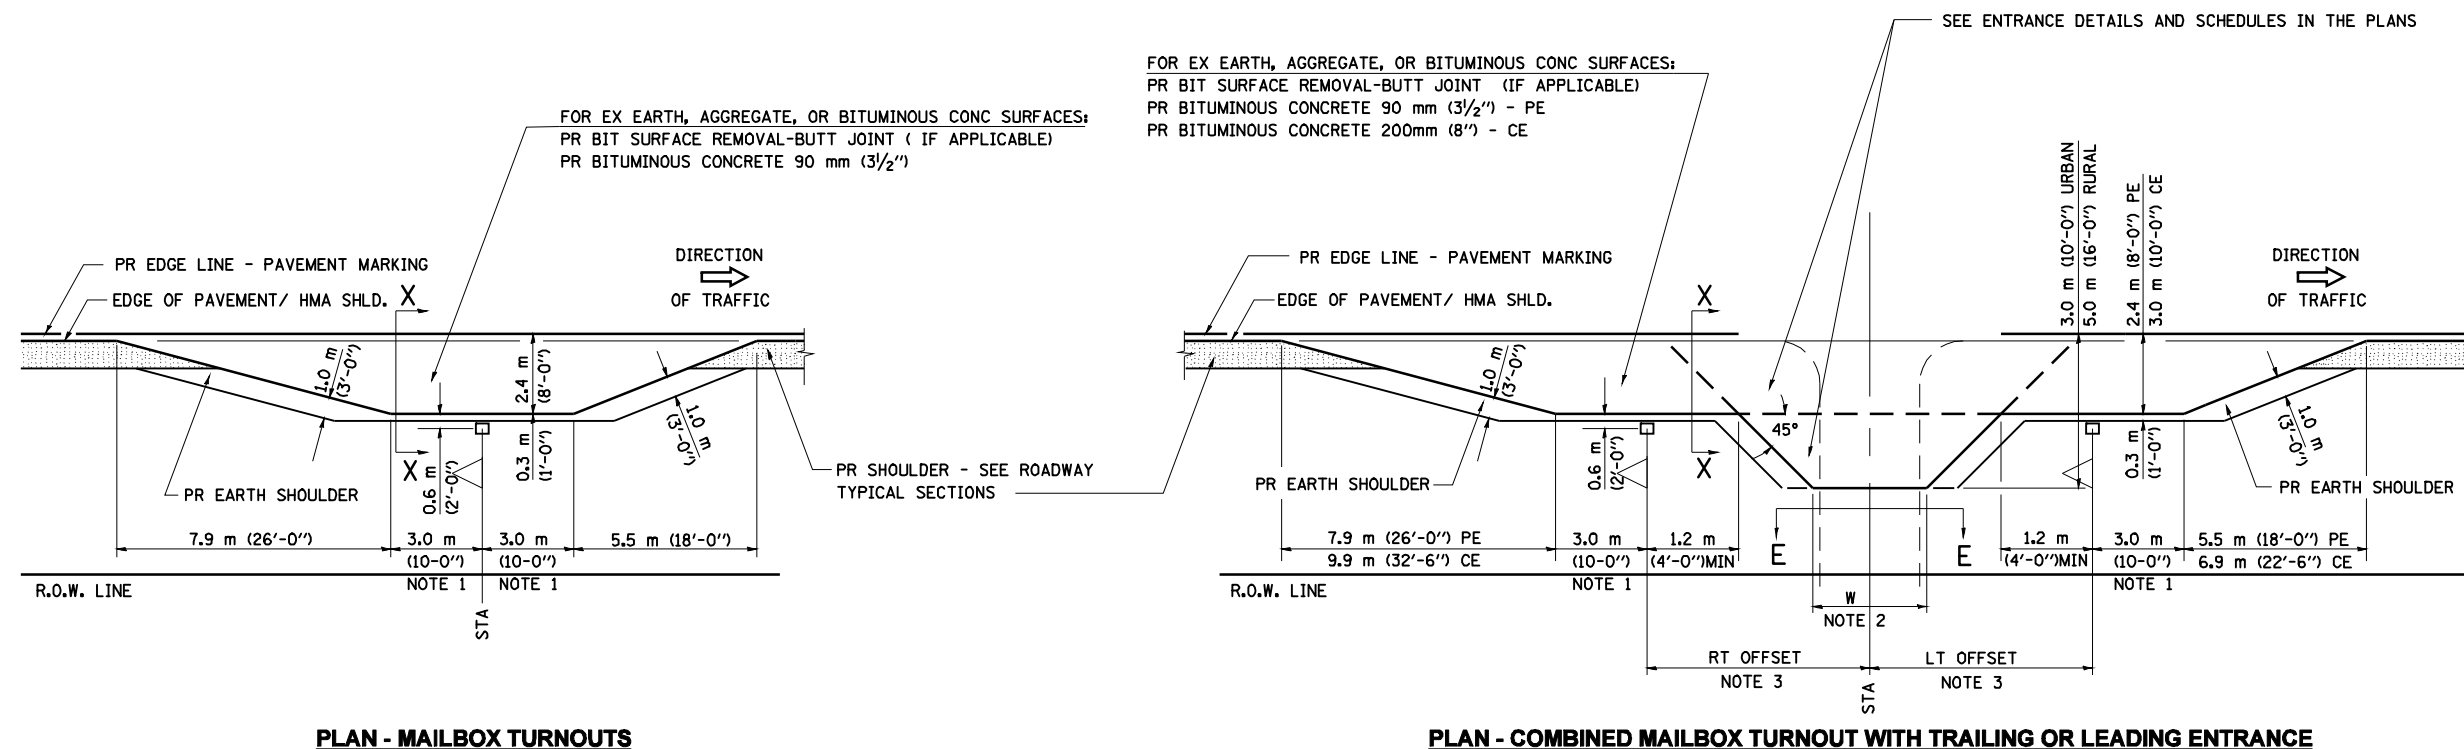 FOR EX EARTH, AGGREGATE, OR BITUMINOUS CONC SURFACES:
PR BIT SURFACE REMOVAL-BUTT JOINT ( IF APPLICABLE)
PR BITUMINOUS CONCRETE 90 mm (3 1/2")
PR EDGE LINE - PAVEMENT MARKING
EDGE OF PAVEMENT/ HMA SHLD.
X
DIRECTION
OF TRAFFIC
1.0 m
(3'-0")
2.4 m
(8'-0")
X
0.6 m
(2'-0")
0.3 m
(1'-0")
1.0 m
(3'-0")
PR EARTH SHOULDER
PR SHOULDER - SEE ROADWAY
TYPICAL SECTIONS
7.9 m (26'-0")
3.0 m
(10-0")
NOTE 1
3.0 m
(10-0")
NOTE 1
5.5 m (18'-0")
R.O.W. LINE
STA
PLAN - MAILBOX TURNOUTS
SEE ENTRANCE DETAILS AND SCHEDULES IN THE PLANS
FOR EX EARTH, AGGREGATE, OR BITUMINOUS CONC SURFACES:
PR BIT SURFACE REMOVAL-BUTT JOINT (IF APPLICABLE)
PR BITUMINOUS CONCRETE 90 mm (3 1/2") - PE
PR BITUMINOUS CONCRETE 200mm (8") - CE
3.0 m (10'-0") URBAN
5.0 m (16'-0") RURAL
2.4 m (8'-0") PE
3.0 m (10'-0") CE
PR EDGE LINE - PAVEMENT MARKING
EDGE OF PAVEMENT/ HMA SHLD.
X
DIRECTION
OF TRAFFIC
1.0 m
(3'-0")
45°
X
0.6 m
(2'-0")
0.3 m
(1'-0")
1.0 m
(3'-0")
PR EARTH SHOULDER
PR EARTH SHOULDER
7.9 m (26'-0") PE
9.9 m (32'-6") CE
3.0 m
(10-0")
NOTE 1
1.2 m
(4'-0")MIN
E
E
1.2 m
(4'-0")MIN
3.0 m
(10-0")
NOTE 1
5.5 m (18'-0") PE
6.9 m (22'-6") CE
R.O.W. LINE
W
NOTE 2
RT OFFSET
NOTE 3
LT OFFSET
NOTE 3
STA
PLAN - COMBINED MAILBOX TURNOUT WITH TRAILING OR LEADING ENTRANCE